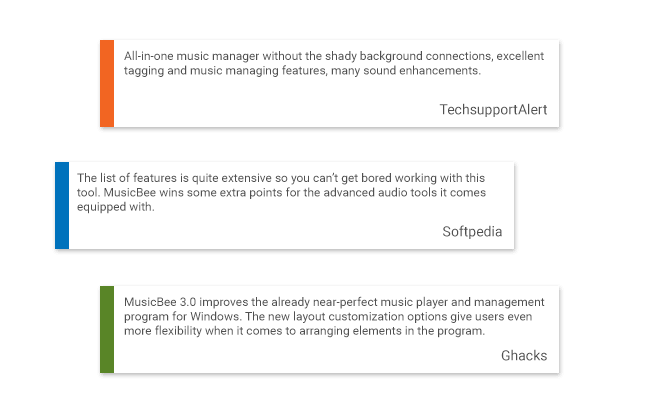 All-in-one music manager without the shady background connections, excellent
tagging and music managing features, many sound enhancements.
TechsupportAlert
The list of features is quite extensive so you can't get bored working with this
tool. MusicBee wins some extra points for the advanced audio tools it comes
equipped with.
Softpedia
MusicBee 3.0 improves the already near-perfect music player and management
program for Windows. The new layout customization options give users even
more flexibility when it comes to arranging elements in the program.
Ghacks